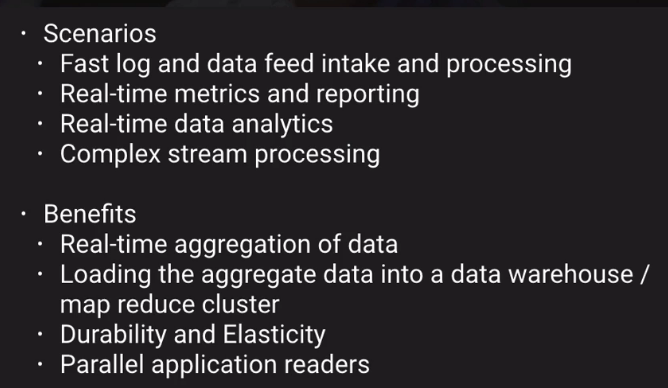 · Scenarios
· Fast log and data feed intake and processing
· Real-time metrics and reporting
· Real-time data analytics
· Complex stream processing
· Benefits
· Real-time aggregation of data
· Loading the aggregate data into a data warehouse /
map reduce cluster
· Durability and Elasticity
· Parallel application readers